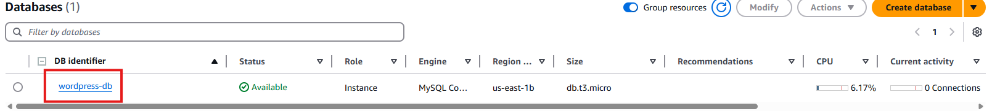 Databases (1)
Group resources
Modify
Actions
Create database
Filter by databases
1
DB identifier
Status
Role
Engine
Region ...
Size
Recommendations
CPU
Current activity
wordpress-db
Available
Instance
MySQL Co...
us-east-1b
db.t3.micro
6.17%
0 Connections